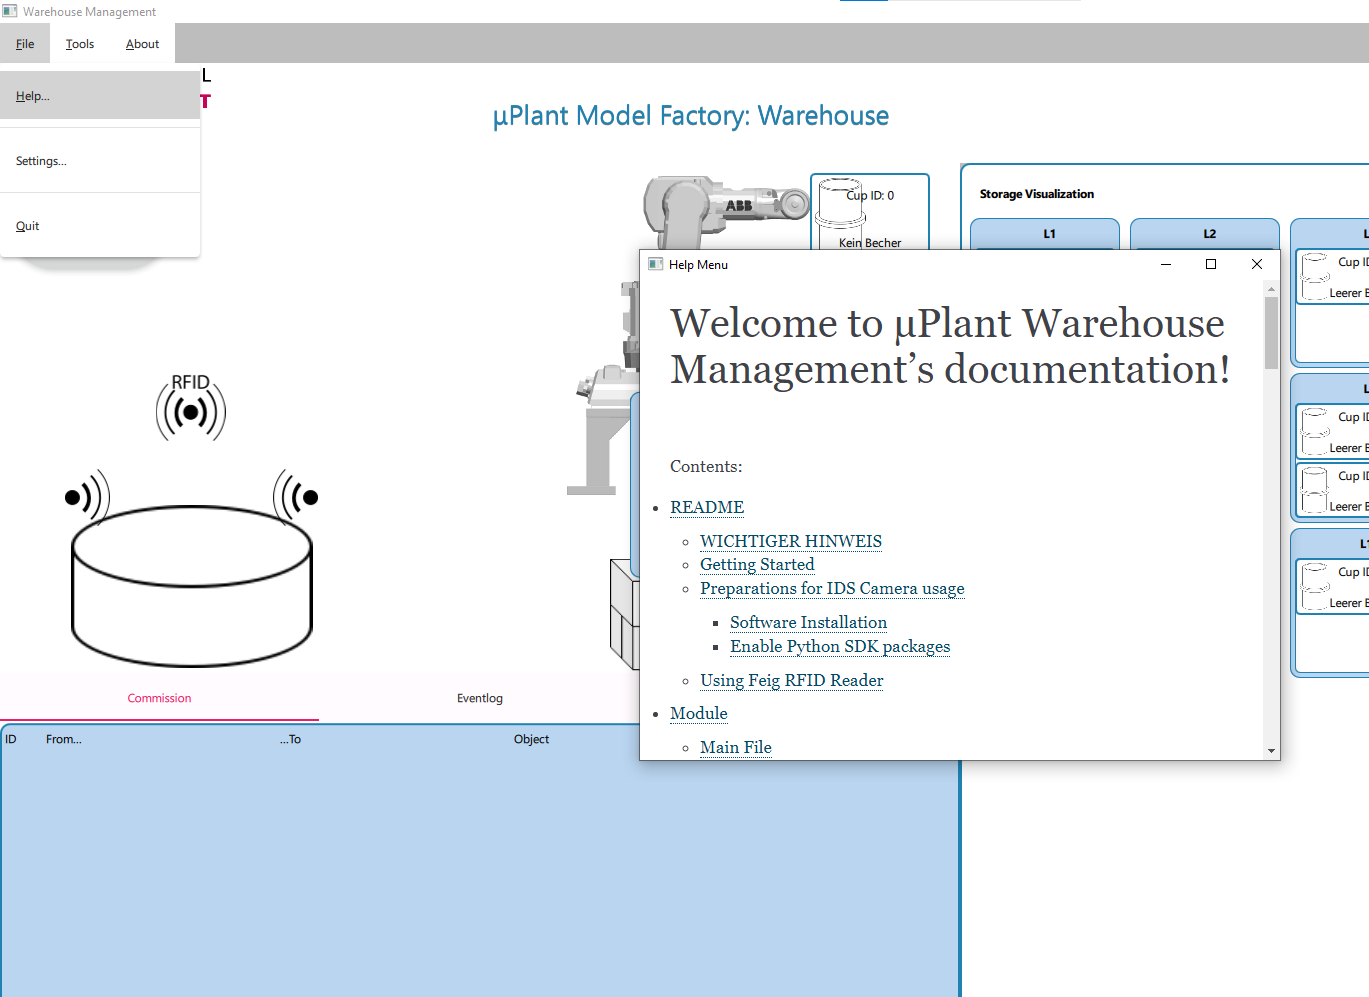 Warehouse Management
File
Tools
About
Help...
Settings...
Quit
L
T
µPlant Model Factory: Warehouse
ABB
Cup ID: 0
Kein Becher
Storage Visualization
L1
L2
Cup ID
Leerer B
Cup ID
Leerer B
Cup ID
Leerer B
L1
Cup ID
Leerer B
RFID
Help Menu
Welcome to µPlant Warehouse
Management’s documentation!
Contents:
README
WICHTIGER HINWEIS
Getting Started
Preparations for IDS Camera usage
Software Installation
Enable Python SDK packages
Using Feig RFID Reader
Module
Main File
Commission
Eventlog
ID
From...
...To
Object